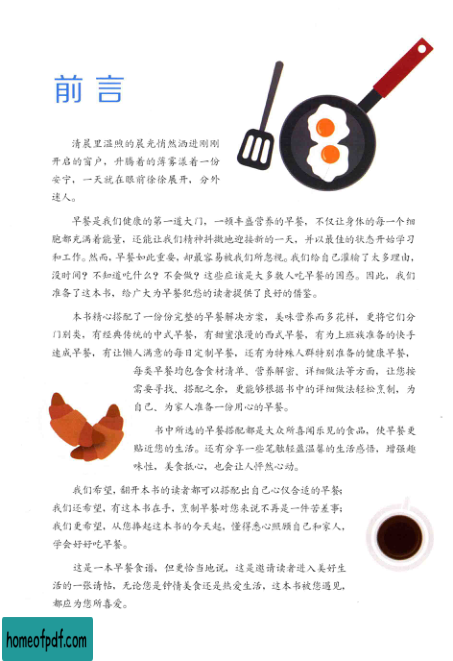 前言
清晨里温煦的晨光悄然洒进刚刚
开启的窗户，升腾着的薄雾漾着一份
安宁，一天就在眼前徐徐展开，分外
迷人。
早餐是我们健康的第一道大门，一顿丰盛营养的早餐，不仅让身体的每一个细
胞都充满着能量，还能让我们精神抖擞地迎接新的一天，并以最佳的状态开始学习
和工作。然而，早餐如此重要，却最容易被我们所忽视。我们给自己灌输了太多理由，
没时间？不知道吃什么？不会做？这些应该是大多数人吃早餐的困惑。因此，我们
准备了这本书，给广大为早餐犯愁的读者提供了良好的借鉴。
本书精心搭配了一份份完整的早餐解决方案，美味营养而多花样，更将它们分
门别类，有经典传统的中式早餐，有甜蜜浪漫的西式早餐，有为上班族准备的快手
速成早餐，有让懒人满意的每日定制早餐，还有为特殊人群特别准备的健康早餐，
每类早餐均包含食材清单、营养解密、详细做法等方面，让您按
需要寻找、搭配之余，更能够根据书中的详细做法轻松烹制，为
自己、为家人准备一份用心的早餐。
书中所选的早餐搭配都是大众所喜闻乐见的食品，使早餐更
贴近您的生活。还有分享一些笔触轻盈温馨的生活感悟，增强趣
味性，美食抵心，也会让人怦然心动。
我们希望，翻开本书的读者都可以搭配出自己心仪合适的早餐；
我们还希望，有这本书在手，烹制早餐对您来说不再是一件苦差事；
我们更希望，从您捧起这本书的今天起，懂得悉心照顾自己和家人，
学会好好吃早餐。
这是一本早餐食谱，但更恰当地说，这是邀请读者进入美好生
活的一张请帖，无论您是钟情美食还是热爱生活，这本书被您遇见，
都应为您所喜爱。
homeofpdf.com